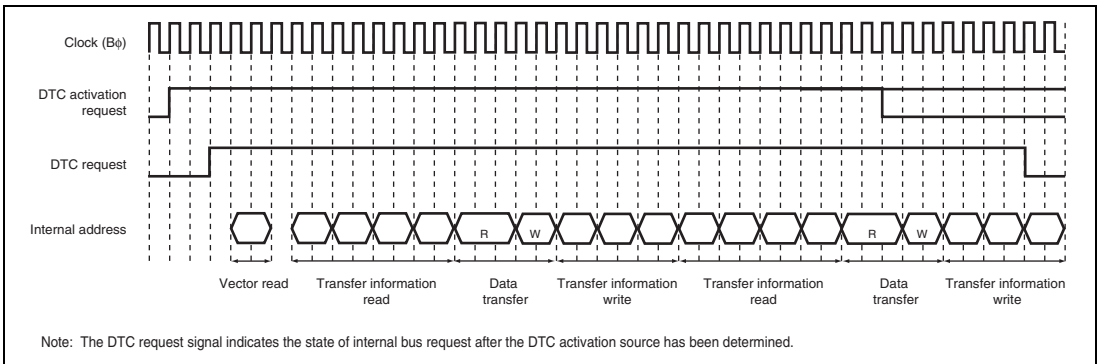 Clock (Bϕ)
DTC activation
request
DTC request
Internal address
R
W
R
W
Vector read
Transfer information
read
Data
transfer
Transfer information
write
Transfer information
read
Data
transfer
Transfer information
write
Note: The DTC request signal indicates the state of internal bus request after the DTC activation source has been determined.